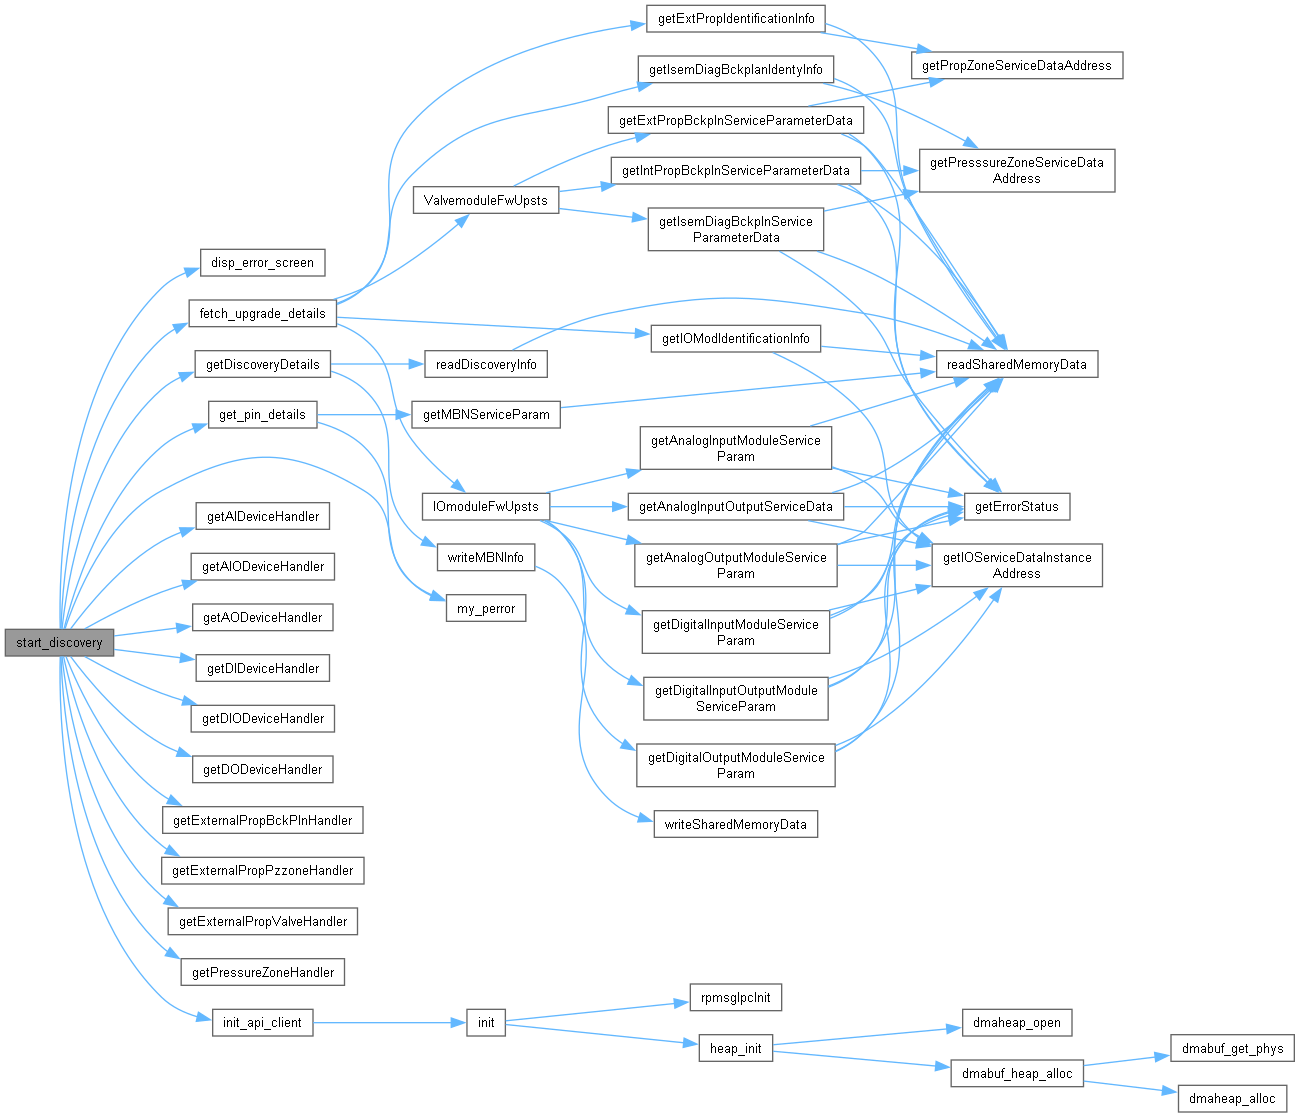 getExtPropIdentificationInfo
getPropZoneServiceDataAddress
getIsemDiagBckplanIdentyInfo
getExtPropBckplnServiceParameterData
getPresssureZoneServiceData
Address
getIntPropBckplnServiceParameterData
ValvemoduleFwUpsts
getIsemDiagBckplnService
ParameterData
disp_error_screen
fetch_upgrade_details
getIOModIdentificationInfo
getDiscoveryDetails
readDiscoveryInfo
readSharedMemoryData
get_pin_details
getMBNServiceParam
getAnalogInputModuleService
Param
IOmoduleFwUpsts
getAnalogInputOutputServiceData
getErrorStatus
getAIDeviceHandler
writeMBNInfo
getAnalogOutputModuleService
Param
getIOServiceDataInstance
Address
getAIODeviceHandler
my_perror
getAODeviceHandler
getDigitalInputModuleService
Param
start_discovery
getDIDeviceHandler
getDigitalInputOutputModule
ServiceParam
getDIODeviceHandler
getDODeviceHandler
getDigitalOutputModuleService
Param
getExternalPropBckPlnHandler
writeSharedMemoryData
getExternalPropPzzoneHandler
getExternalPropValveHandler
getPressureZoneHandler
rpmsgIpcInit
init_api_client
init
dmaheap_open
heap_init
dmabuf_get_phys
dmabuf_heap_alloc
dmaheap_alloc